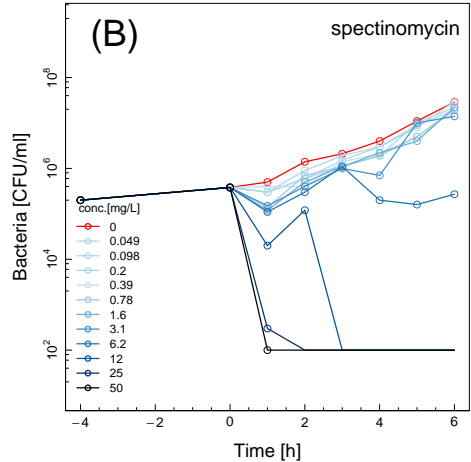 (B)
spectinomycin
Bacteria [CFU/ml]
10^8
10^6
10^4
10^2
conc.[mg/L]
0
0.049
0.098
0.2
0.39
0.78
1.6
3.1
6.2
12
25
50
−4 −2 0 2 4 6
Time [h]